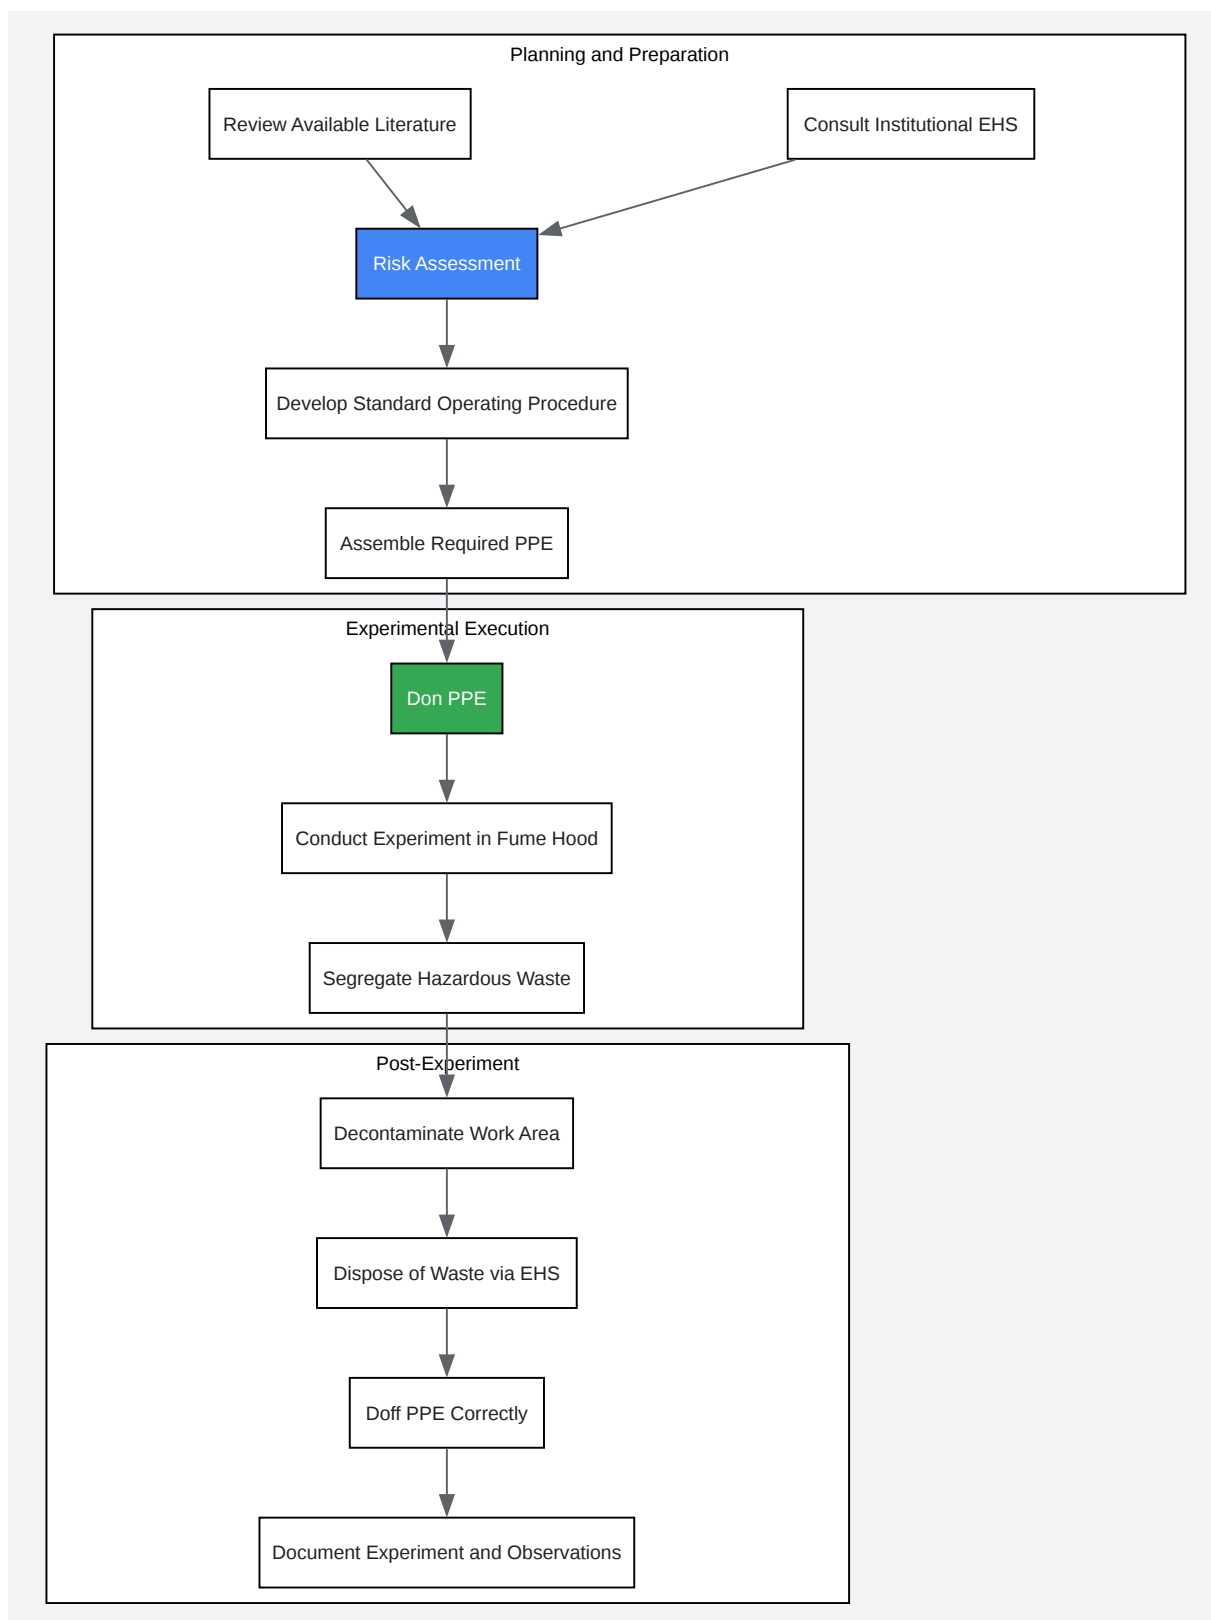 Planning and Preparation
Review Available Literature
Consult Institutional EHS
Risk Assessment
Develop Standard Operating Procedure
Assemble Required PPE
Experimental Execution
Don PPE
Conduct Experiment in Fume Hood
Segregate Hazardous Waste
Post-Experiment
Decontaminate Work Area
Dispose of Waste via EHS
Doff PPE Correctly
Document Experiment and Observations